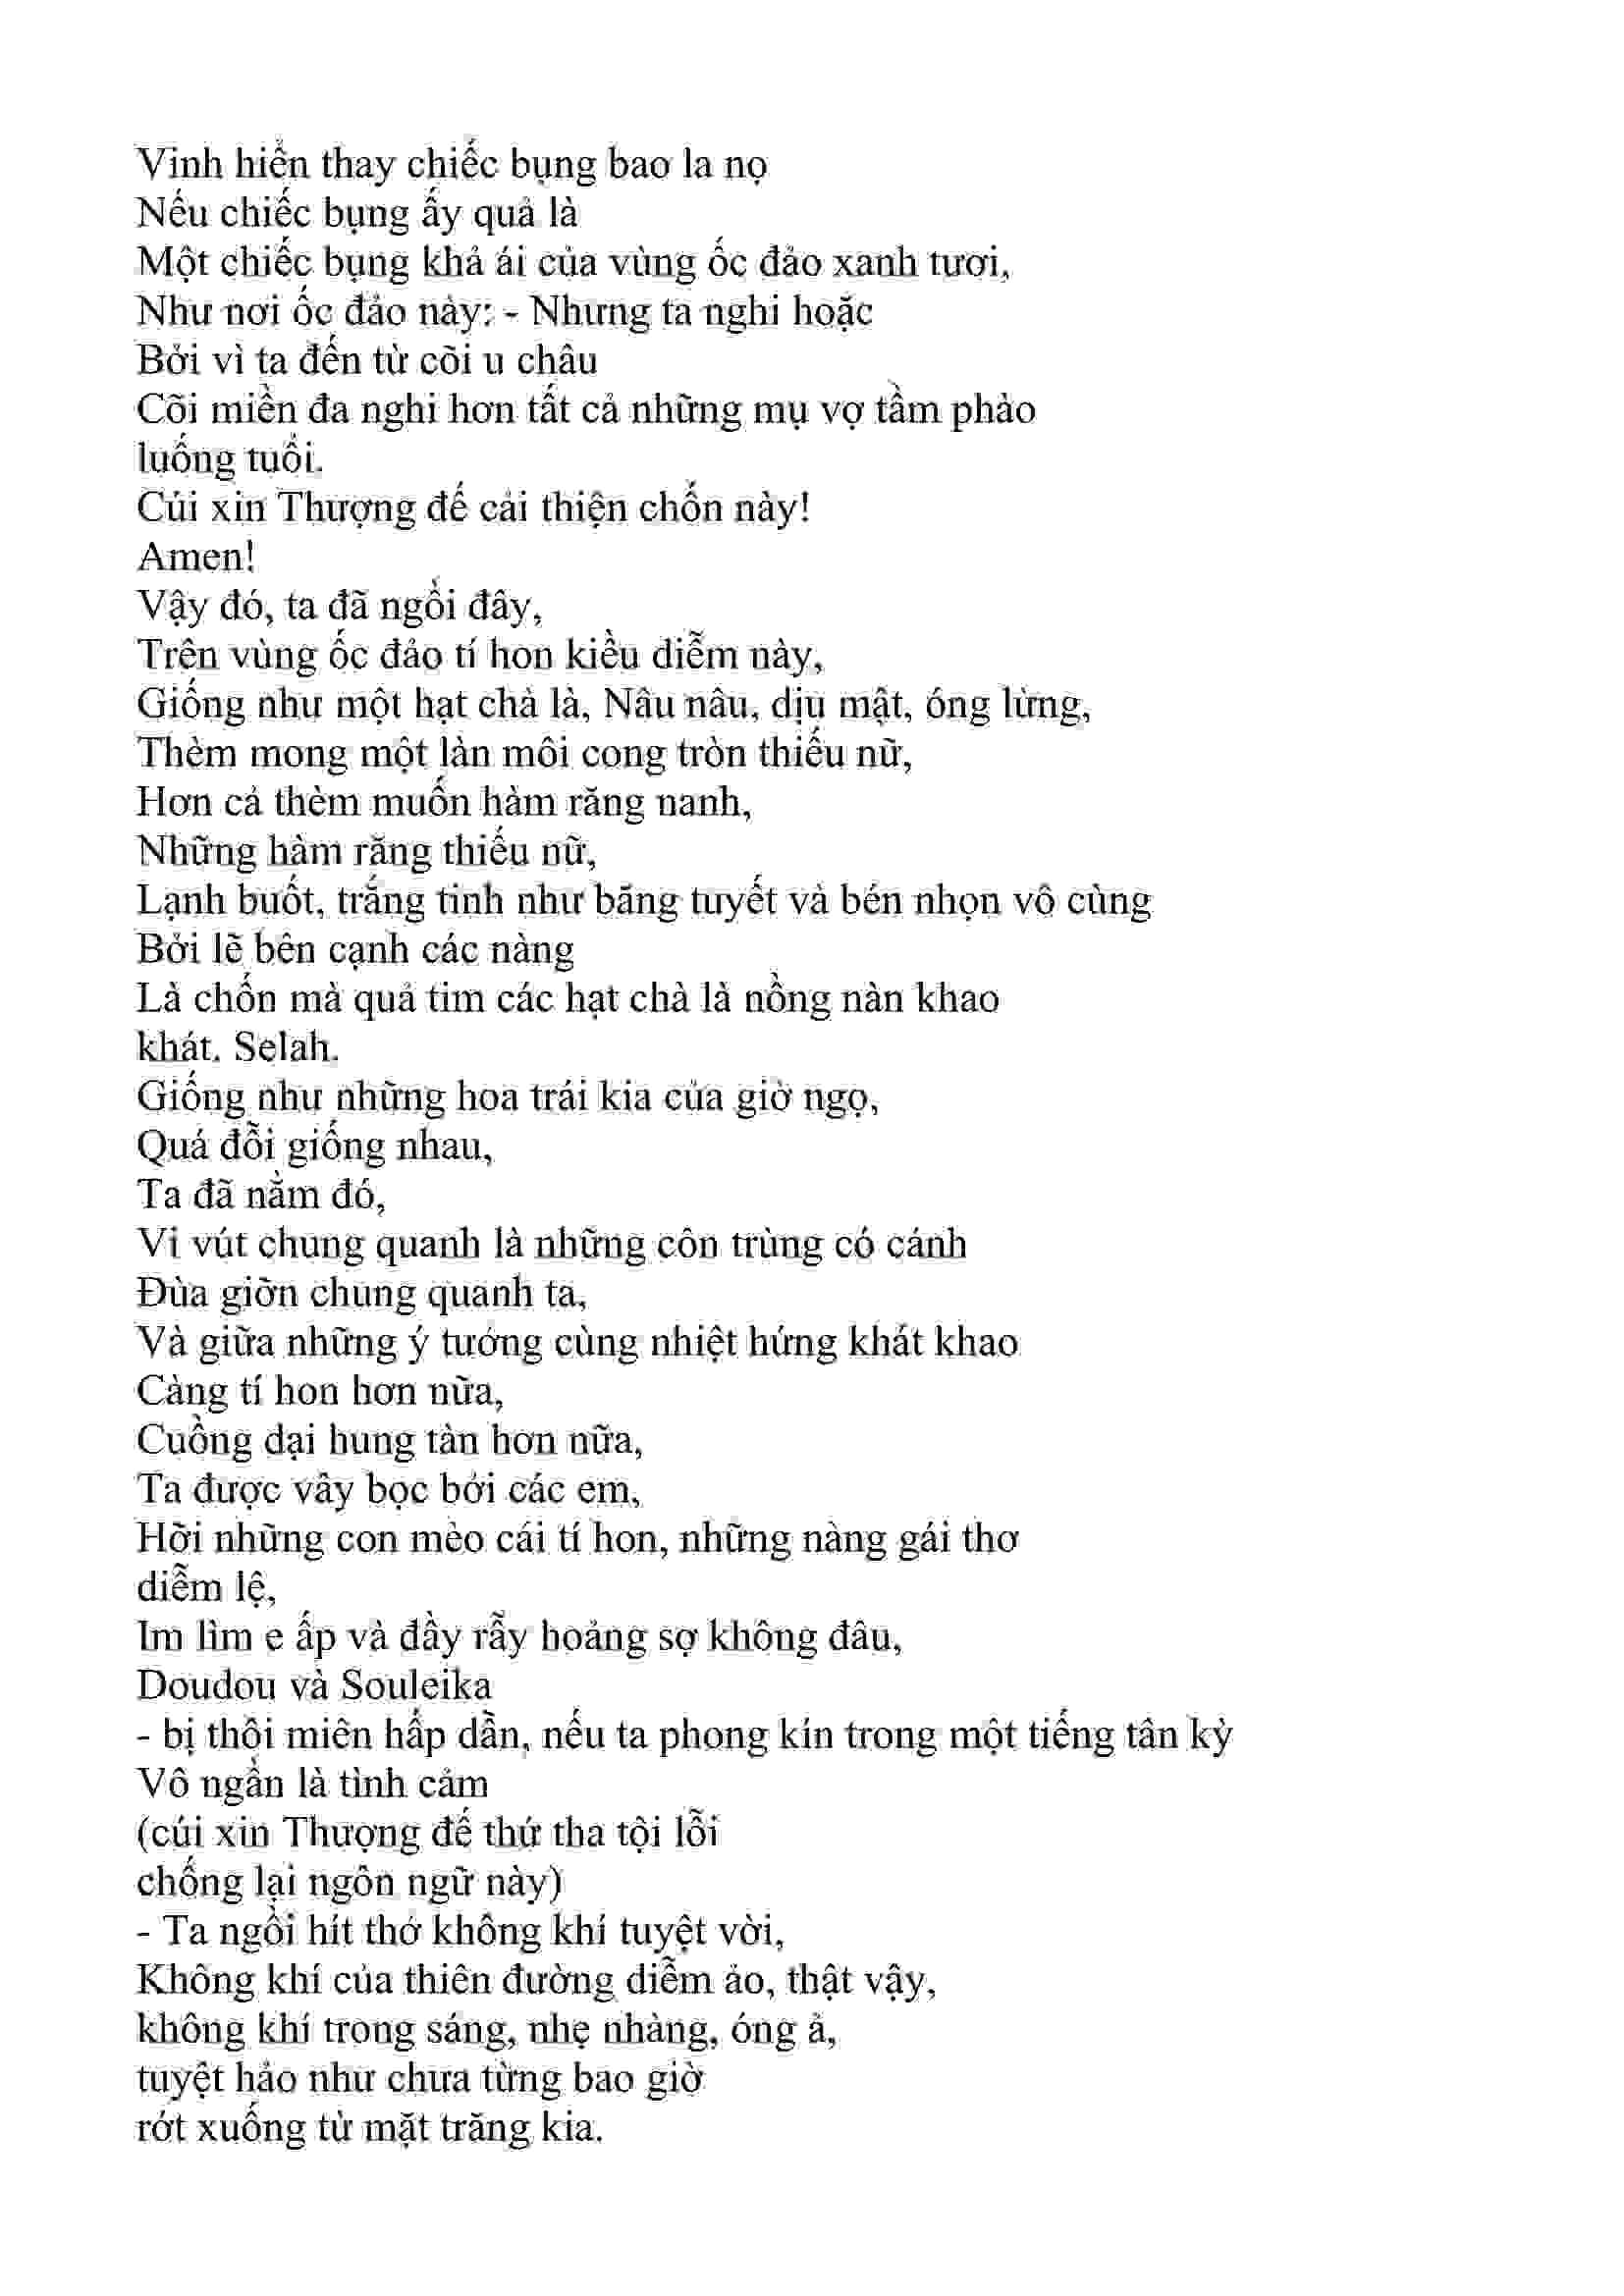 Vinh hiển thay chiếc bụng bao la nọ
Nếu chiếc bụng ấy quả là
Một chiếc bụng khả ái của vùng ốc đảo xanh tươi,
Như nơi ốc đảo này: - Nhưng ta nghi hoặc
Bởi vì ta đến từ cõi u châu
Cõi miền đa nghi hơn tất cả những mụ vợ tầm phào
luống tuổi.
Cúi xin Thượng đế cải thiện chốn này!
Amen!
Vậy đó, ta đã ngồi đây,
Trên vùng ốc đảo tí hon kiều diễm này,
Giống như một hạt chà là, Nâu nâu, dịu mật, óng lừng,
Thèm mong một làn môi cong tròn thiếu nữ,
Hơn cả thèm muốn hàm răng nanh,
Những hàm rằng thiếu nữ,
Lạnh buốt, trắng tinh như băng tuyết và bén nhọn vô cùng
Bởi lẽ bên cạnh các nàng
Là chốn mà quả tim các hạt chà là nồng nàn khao
khát. Selah.
Giống như những hoa trái kia của giờ ngọ,
Quá đỗi giống nhau,
Ta đã nằm đó,
Vi vút chung quanh là những côn trùng có cánh
Đùa giỡn chung quanh ta,
Và giữa những ý tưởng cùng nhiệt hứng khát khao
Càng tí hon hơn nữa,
Cuồng dại hung tàn hơn nữa,
Ta được vây bọc bởi các em,
Hỡi những con mèo cái tí hon, những nàng gái thơ
diễm lệ,
Im lìm e ấp và đầy rẫy hoảng sợ không đâu,
Doudou và Souleika
- bị thôi miên hấp dần, nếu ta phong kín trong một tiếng tân kỳ
Vô ngần là tình cảm
(cúi xin Thượng đế thứ tha tội lỗi
chống lại ngôn ngữ này)
- Ta ngồi hít thở không khí tuyệt vời,
Không khí của thiên đường diễm ảo, thật vậy,
không khí trong sáng, nhẹ nhàng, óng ả,
tuyệt hảo như chưa từng bao giờ
rớt xuống từ mặt trăng kia.